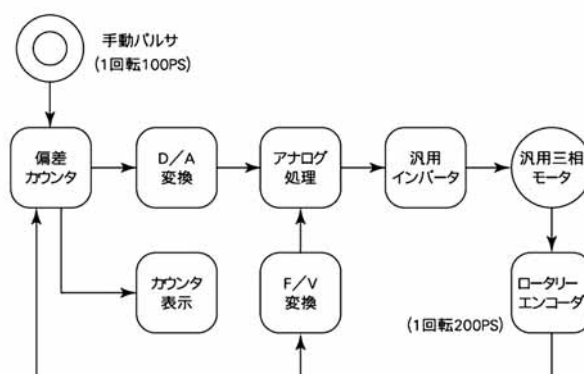 手動パルサ
(1回転100PS)
偏差
カウンタ
D／A
変換
アナログ
処理
汎用
インバータ
汎用三相
モータ
カウンタ
表示
F／V
変換
ロータリー
エンコーダ
(1回転200PS)